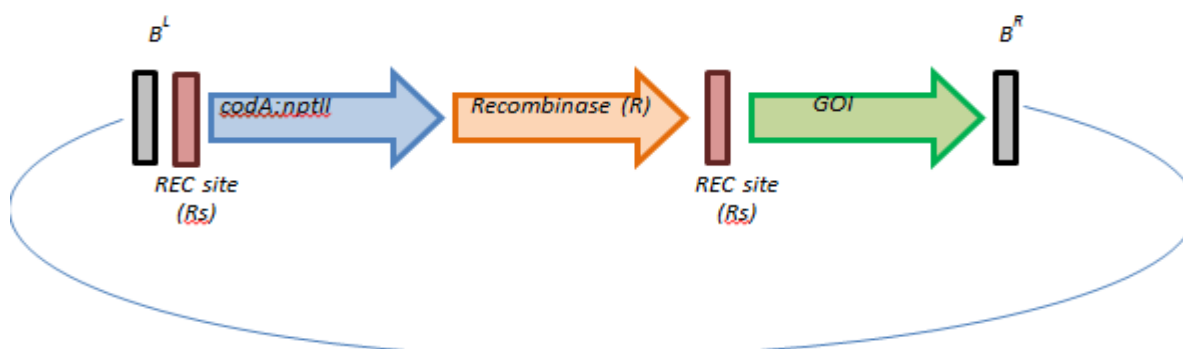 B^L
B^R
codA;nptII
Recombinase (R)
GOI
REC site
(Rs)
REC site
(Rs)